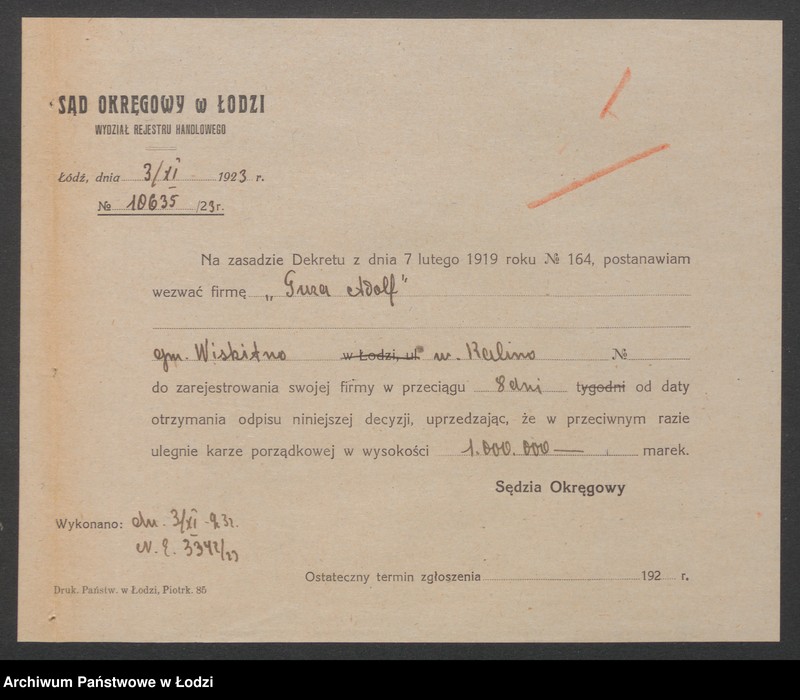 SĄD OKRĘGOWY w ŁODZI
WYDZIAŁ REJESTRU HANDLOWEGO
Łódź, dnia 3/XI 1923 r.
№ 10635 /23r.
Na zasadzie Dekretu z dnia 7 lutego 1919 roku № 164, postanawiam
wezwać firmę „Gura Adolf"
gm. Wiskitno w Łodzi, ul. w. Kalino №
do zarejestrowania swojej firmy w przeciągu 8 dni tygodni od daty
otrzymania odpisu niniejszej decyzji, uprzedzając, że w przeciwnym razie
ulegnie karze porządkowej w wysokości 1.000.000 — marek.
Sędzia Okręgowy
Wykonano: dn. 3/XI 23r.
3342/23
Ostateczny termin zgłoszenia 192 r.
Druk. Państw. w Łodzi, Piotrk. 85
Archiwum Państwowe w Łodzi